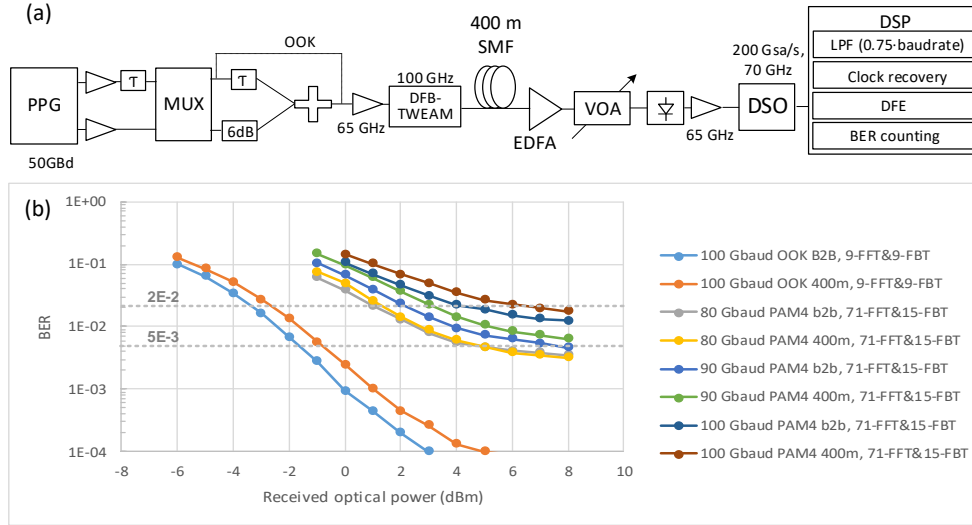 (a)
PPG
50GBd
τ
MUX
OOK
τ
6dB
65 GHz
100 GHz
DFB-
TWEAM
400 m
SMF
EDFA
VOA
65 GHz
200 Gsa/s,
70 GHz
DSO
DSP
LPF (0.75·baudrate)
Clock recovery
DFE
BER counting
(b)
BER
1E+00
1E-01
1E-02
1E-03
1E-04
2E-2
5E-3
-8
-6
-4
-2
0
2
4
6
8
10
Received optical power (dBm)
100 Gbaud OOK B2B, 9-FFT&9-FBT
100 Gbaud OOK 400m, 9-FFT&9-FBT
80 Gbaud PAM4 b2b, 71-FFT&15-FBT
80 Gbaud PAM4 400m, 71-FFT&15-FBT
90 Gbaud PAM4 b2b, 71-FFT&15-FBT
90 Gbaud PAM4 400m, 71-FFT&15-FBT
100 Gbaud PAM4 b2b, 71-FFT&15-FBT
100 Gbaud PAM4 400m, 71-FFT&15-FBT